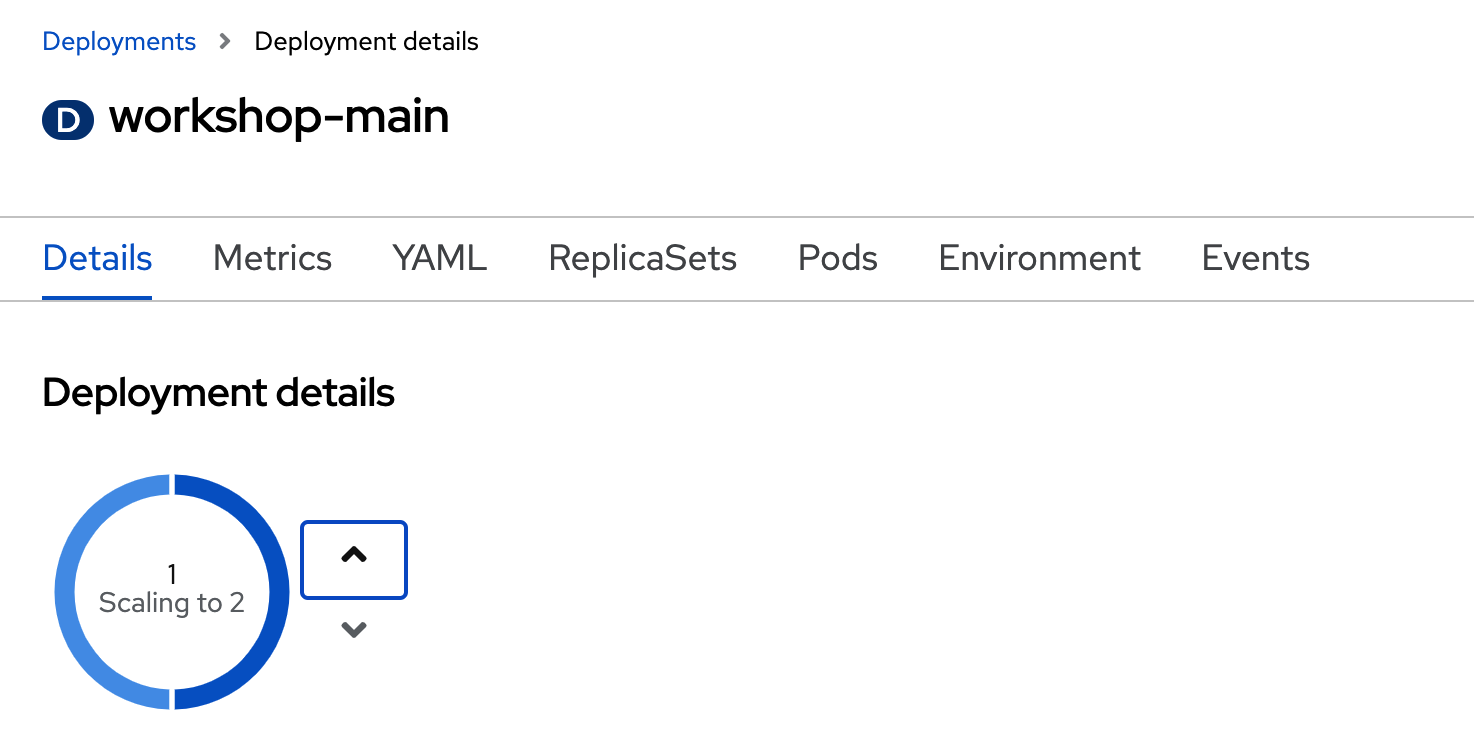 Deployments > Deployment details
D workshop-main
Details Metrics YAML ReplicaSets Pods Environment Events
Deployment details
1
Scaling to 2